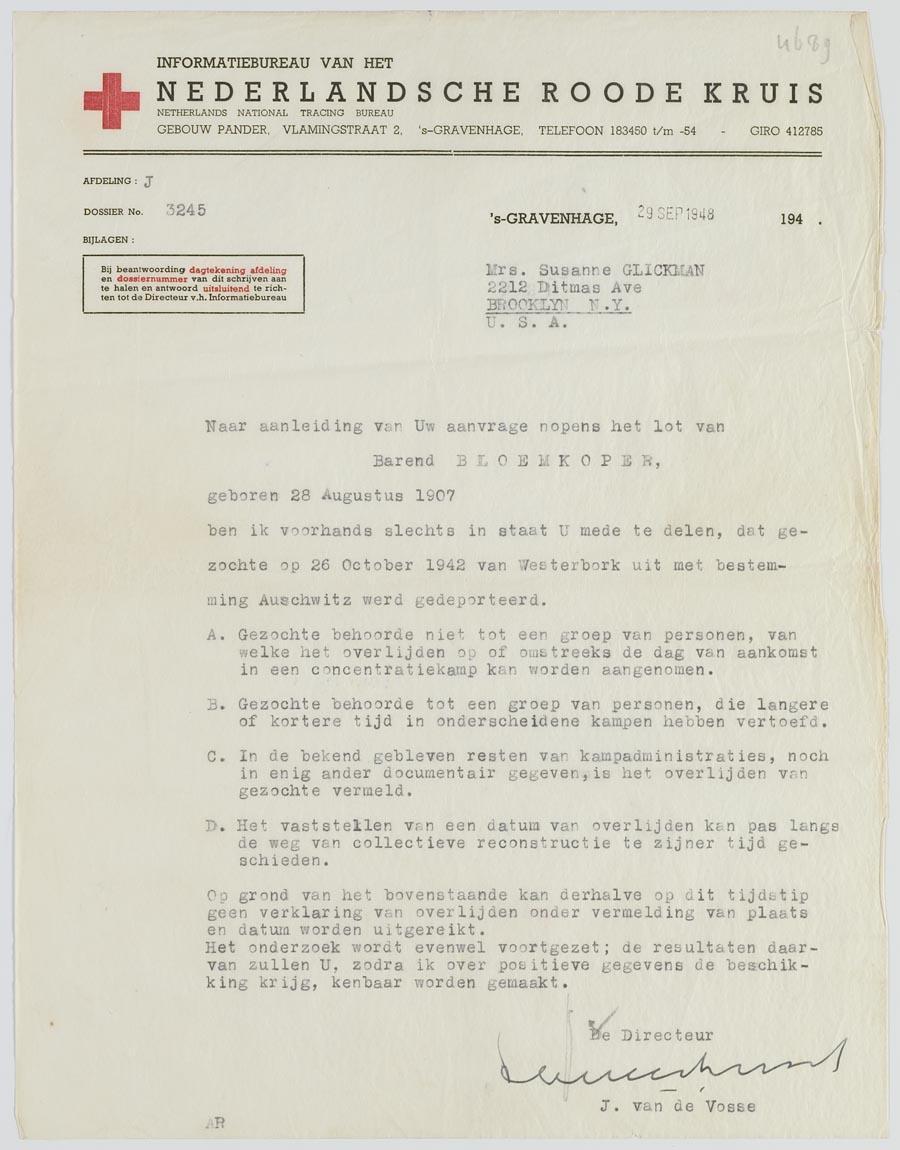 4689
INFORMATIEBUREAU VAN HET
NEDERLANDSCHE ROODE KRUIS
NETHERLANDS NATIONAL TRACING BUREAU
GEBOUW PANDER, VLAMINGSTRAAT 2, 's-GRAVENHAGE, TELEFOON 183450 t/m -54 - GIRO 412785
AFDELING : J
DOSSIER No. 3245
's-GRAVENHAGE, 29 SEP 1948 194 .
BIJLAGEN :
Bij beantwoording dagtekening afdeling
en dossiernummer van dit schrijven aan
te halen en antwoord uitsluitend te rich-
ten tot de Directeur v.h. Informatiebureau
Mrs. Susanne GLICKMAN
2212 Ditmas Ave
BROOKLYN N.Y.
U. S. A.
Naar aanleiding van Uw aanvrage nopens het lot van
Barend B L O E M K O P E R,
geboren 28 Augustus 1907
ben ik voorhands slechts in staat U mede te delen, dat ge-
zochte op 26 October 1942 van Westerbork uit met bestem-
ming Auschwitz werd gedeporteerd.
A. Gezochte behoorde niet tot een groep van personen, van
welke het overlijden op of omstreeks de dag van aankomst
in een concentratiekamp kan worden aangenomen.
B. Gezochte behoorde tot een groep van personen, die langere
of kortere tijd in onderscheidene kampen hebben vertoefd.
C. In de bekend gebleven resten van kampadministraties, noch
in enig ander documentair gegeven, is het overlijden van
gezochte vermeld.
D. Het vaststellen van een datum van overlijden kan pas langs
de weg van collectieve reconstructie te zijner tijd ge-
schieden.
Op grond van het bovenstaande kan derhalve op dit tijdstip
geen verklaring van overlijden onder vermelding van plaats
en datum worden uitgereikt.
Het onderzoek wordt evenwel voortgezet; de resultaten daar-
van zullen U, zodra ik over positieve gegevens de beschik-
king krijg, kenbaar worden gemaakt.
De Directeur
J. van de Vosse
AR